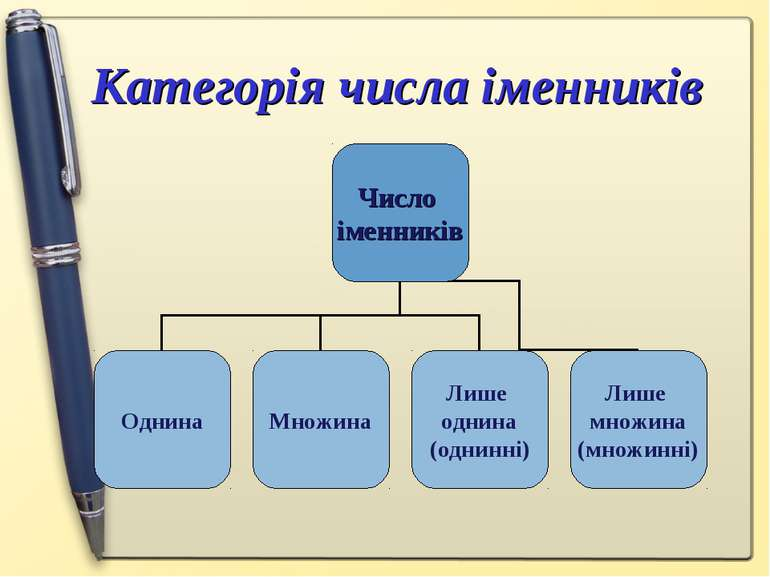 Категорія числа іменників
Число
іменників
Однина
Множина
Лише
однина
(однинні)
Лише
множина
(множинні)